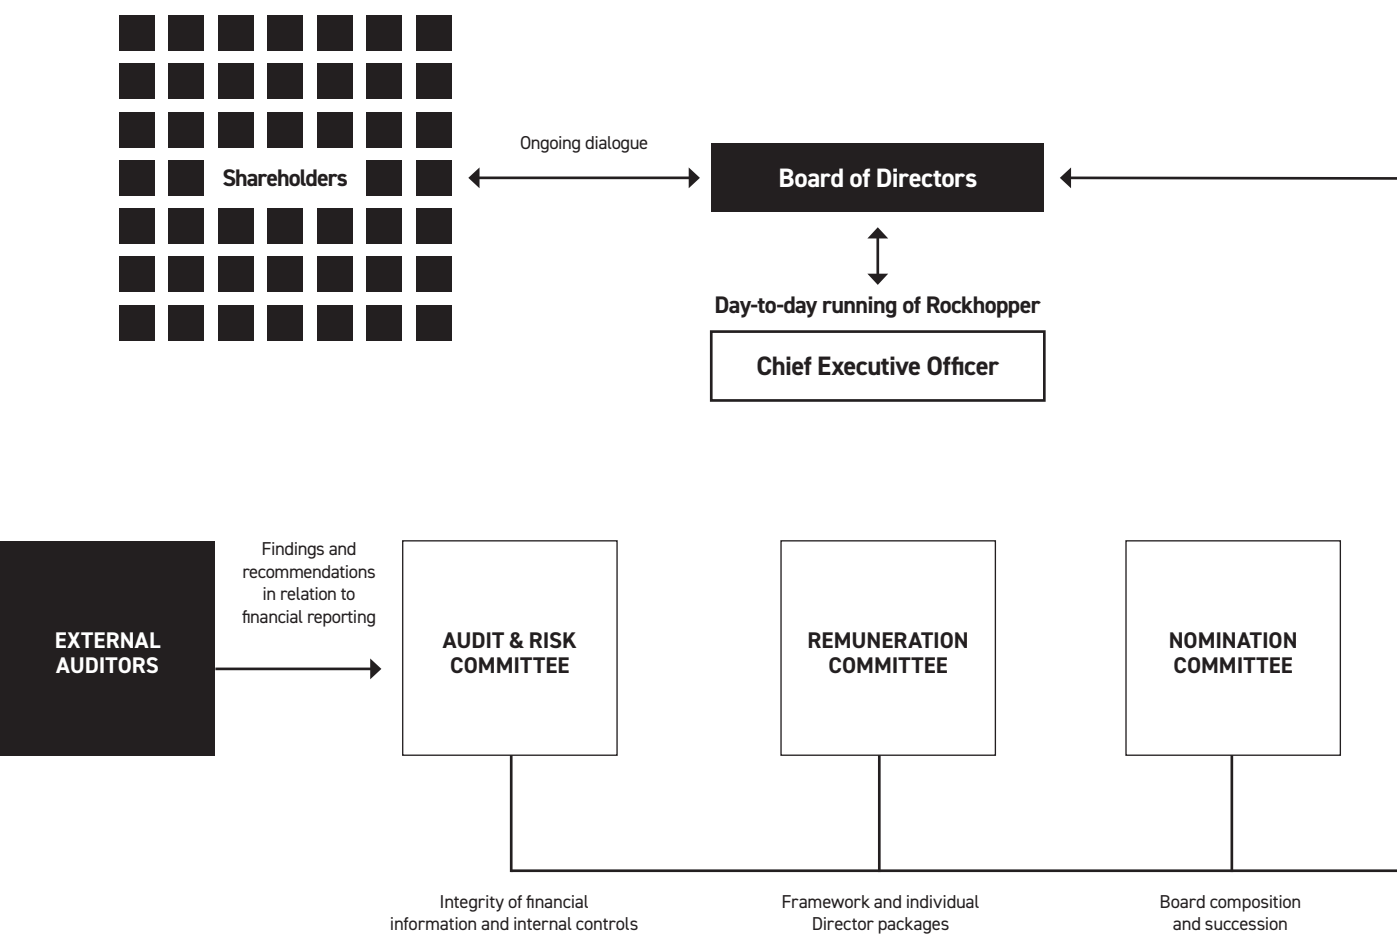 Ongoing dialogue
Shareholders
Board of Directors
Day-to-day running of Rockhopper
Chief Executive Officer
Findings and
recommendations
in relation to
financial reporting
EXTERNAL
AUDITORS
AUDIT & RISK
COMMITTEE
REMUNERATION
COMMITTEE
NOMINATION
COMMITTEE
Integrity of financial
information and internal controls
Framework and individual
Director packages
Board composition
and succession